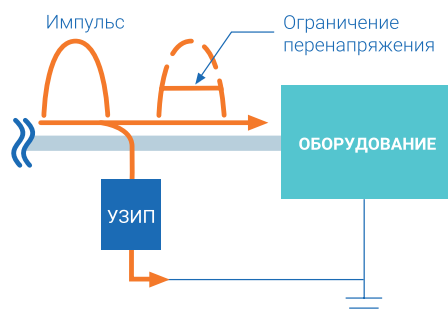 Импульс
Ограничение
перенапряжения
ОБОРУДОВАНИЕ
УЗИП